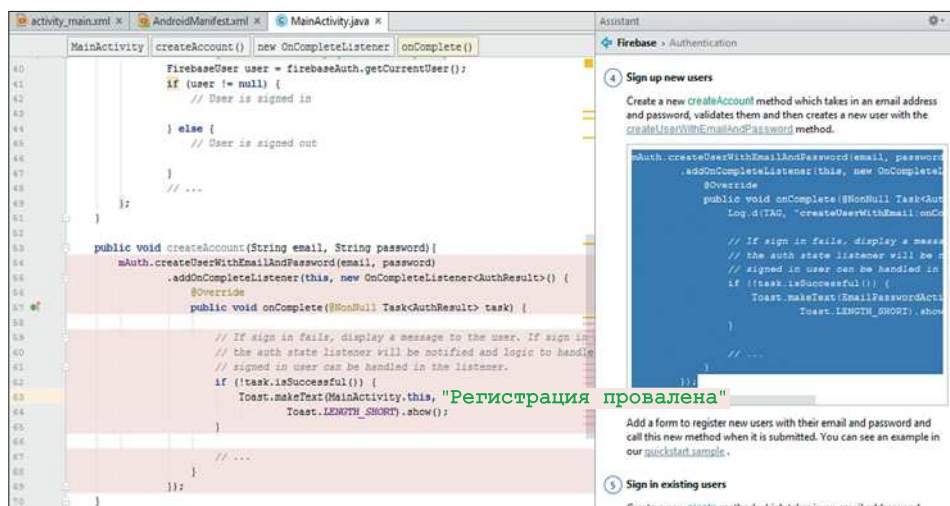 activity_main.xml × AndroidManifest.xml × MainActivity.java ×
MainActivity createAccount() new OnCompleteListener onComplete()
40 FirebaseUser user = firebaseAuth.getCurrentUser();
41 if (user != null) {
42 // User is signed in
43
44 } else {
45 // User is signed out
46
47 }
48 // ...
49 };
51 }
52
53 public void createAccount(String email, String password){
54 mAuth.createUserWithEmailAndPassword(email, password)
55 .addOnCompleteListener(this, new OnCompleteListener<AuthResult>() {
56 @Override
57 public void onComplete(@NonNull Task<AuthResult> task) {
58
59 // If sign in fails, display a message to the user. If sign in
60 // the auth state listener will be notified and logic to handle
61 // signed in user can be handled in the listener.
62 if (!task.isSuccessful()) {
63 Toast.makeText(MainActivity.this, "Регистрация провалена"
64 Toast.LENGTH_SHORT).show();
65 }
66
67 // ...
68 }
69 });
70 }
Assistant
Firebase › Authentication
4 Sign up new users
Create a new createAccount method which takes in an email address
and password, validates them and then creates a new user with the
createUserWithEmailAndPassword method.
mAuth.createUserWithEmailAndPassword(email, password
.addOnCompleteListener(this, new OnCompleteL
@Override
public void onComplete(@NonNull Task<Aut
Log.d(TAG, "createUserWithEmail:onCo
// If sign in fails, display a messa
// the auth state listener will be n
// signed in user can be handled in
if (!task.isSuccessful()) {
Toast.makeText(EmailPasswordActi
Toast.LENGTH_SHORT).show
}
// ...
}
});
Add a form to register new users with their email and password and
call this new method when it is submitted. You can see an example in
our quickstart sample .
5 Sign in existing users